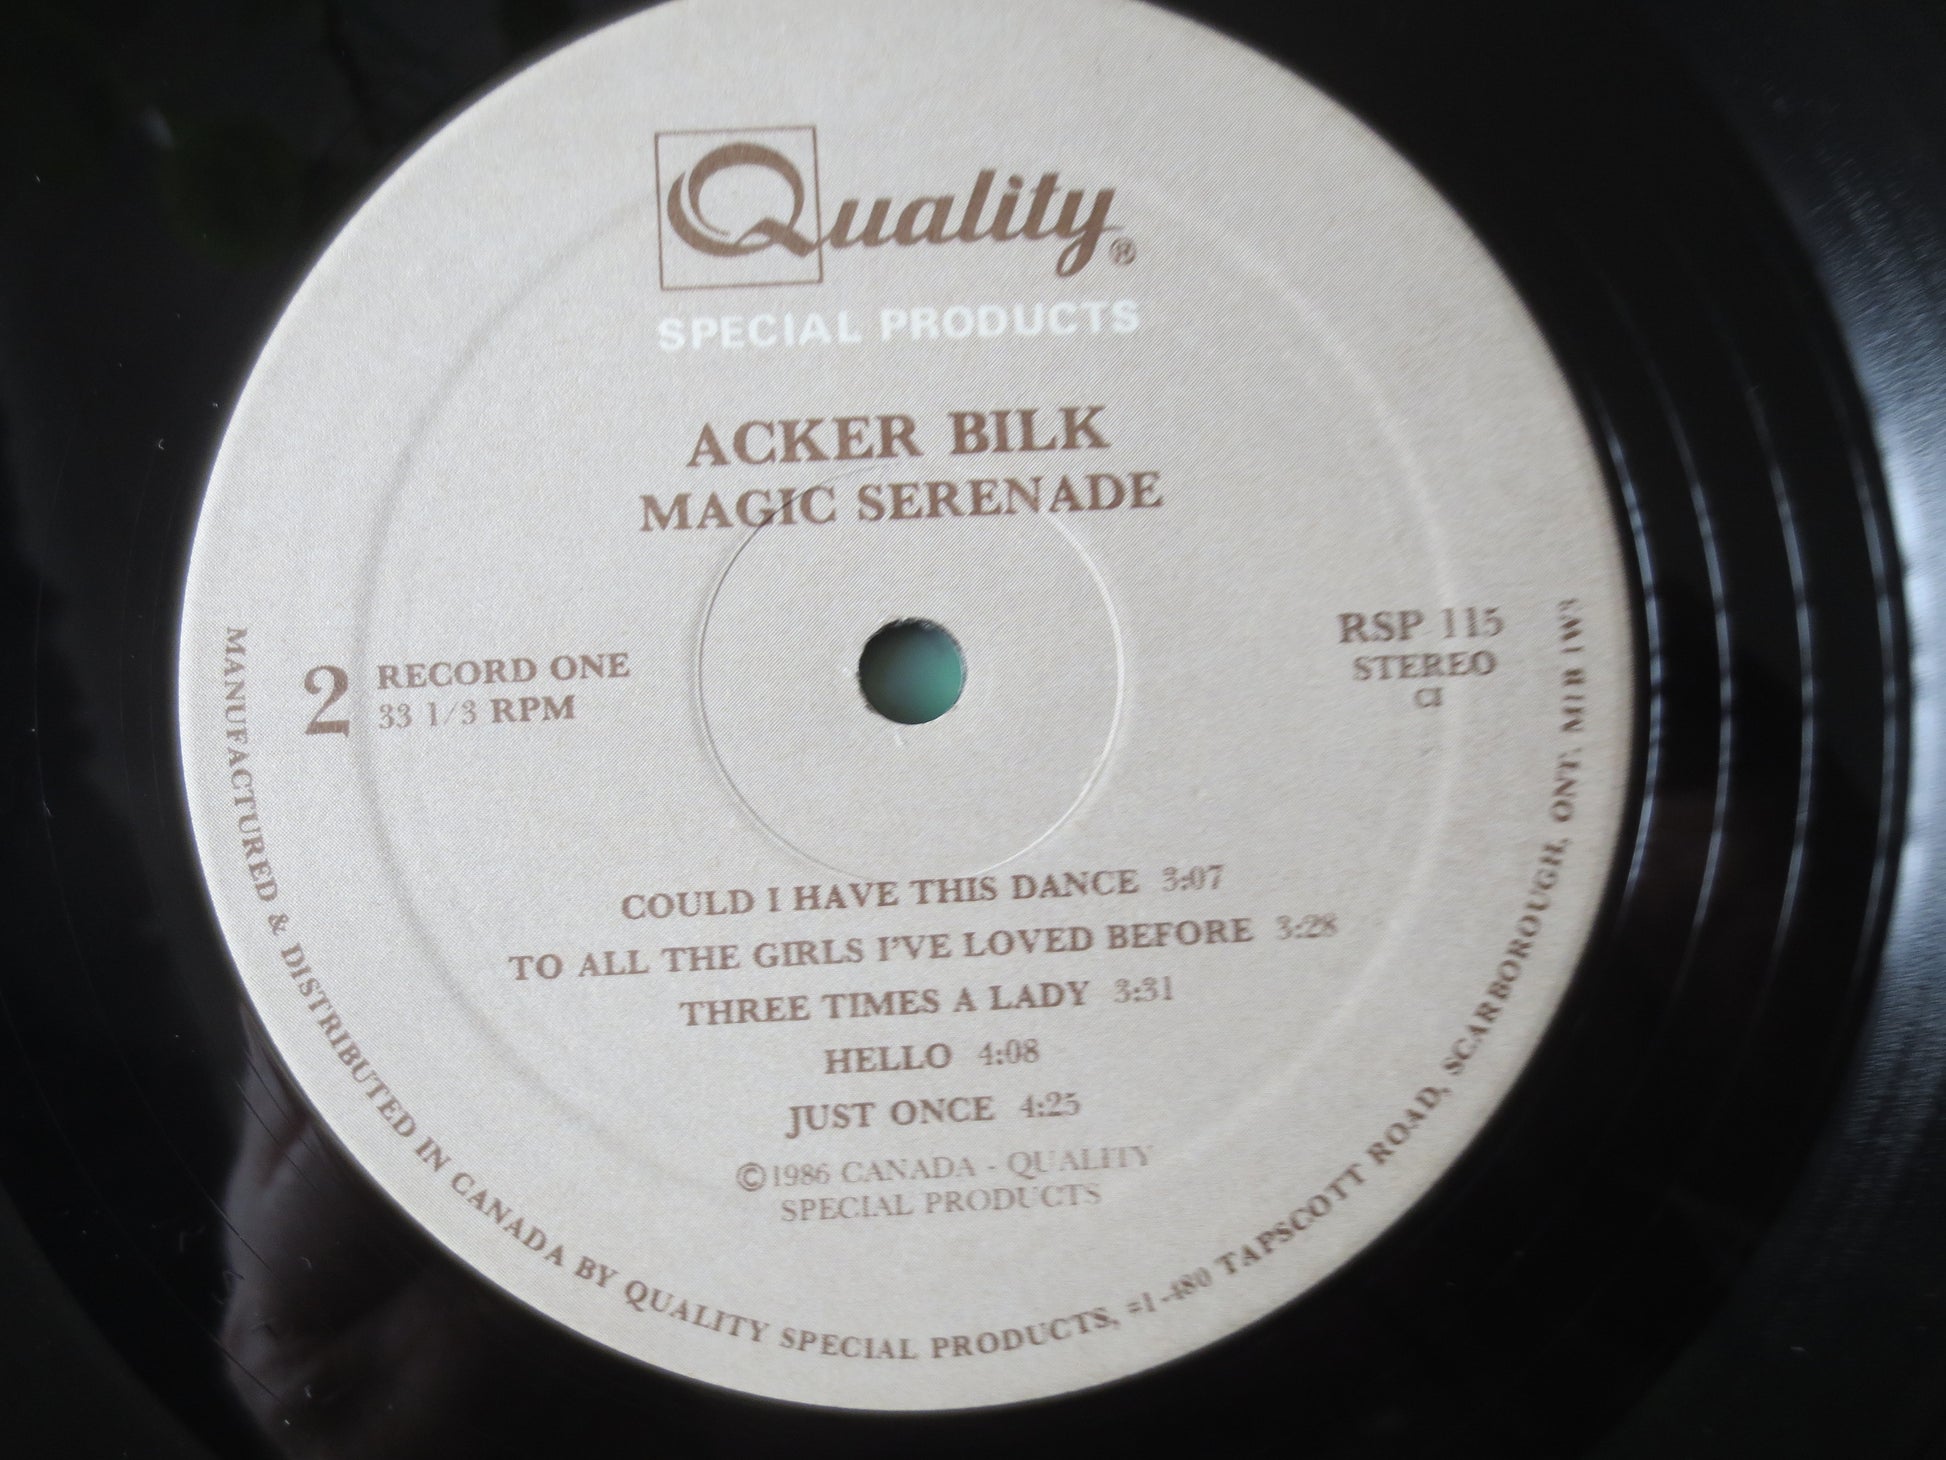 Quality®
SPECIAL PRODUCTS
ACKER BILK
MAGIC SERENADE
2 RECORD ONE
33 1/3 RPM
RSP 115
STEREO
CI
COULD I HAVE THIS DANCE 3:07
TO ALL THE GIRLS I'VE LOVED BEFORE 3:28
THREE TIMES A LADY 3:31
HELLO 4:08
JUST ONCE 4:25
©1986 CANADA - QUALITY
SPECIAL PRODUCTS
MANUFACTURED & DISTRIBUTED IN CANADA BY QUALITY SPECIAL PRODUCTS, #1-480 TAPSCOTT ROAD, SCARBOROUGH, ONT. M1B 1W3